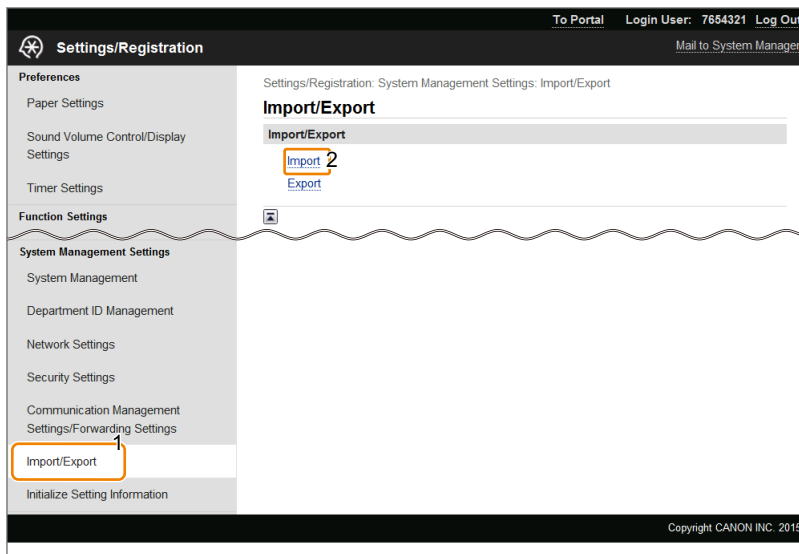 To Portal Login User: 7654321 Log Out
Settings/Registration
Mail to System Manager
Preferences
Paper Settings
Sound Volume Control/Display
Settings
Timer Settings
Function Settings
System Management Settings
System Management
Department ID Management
Network Settings
Security Settings
Communication Management
Settings/Forwarding Settings
1
Import/Export
Initialize Setting Information
Settings/Registration: System Management Settings: Import/Export
Import/Export
Import/Export
Import 2
Export
Copyright CANON INC. 2015